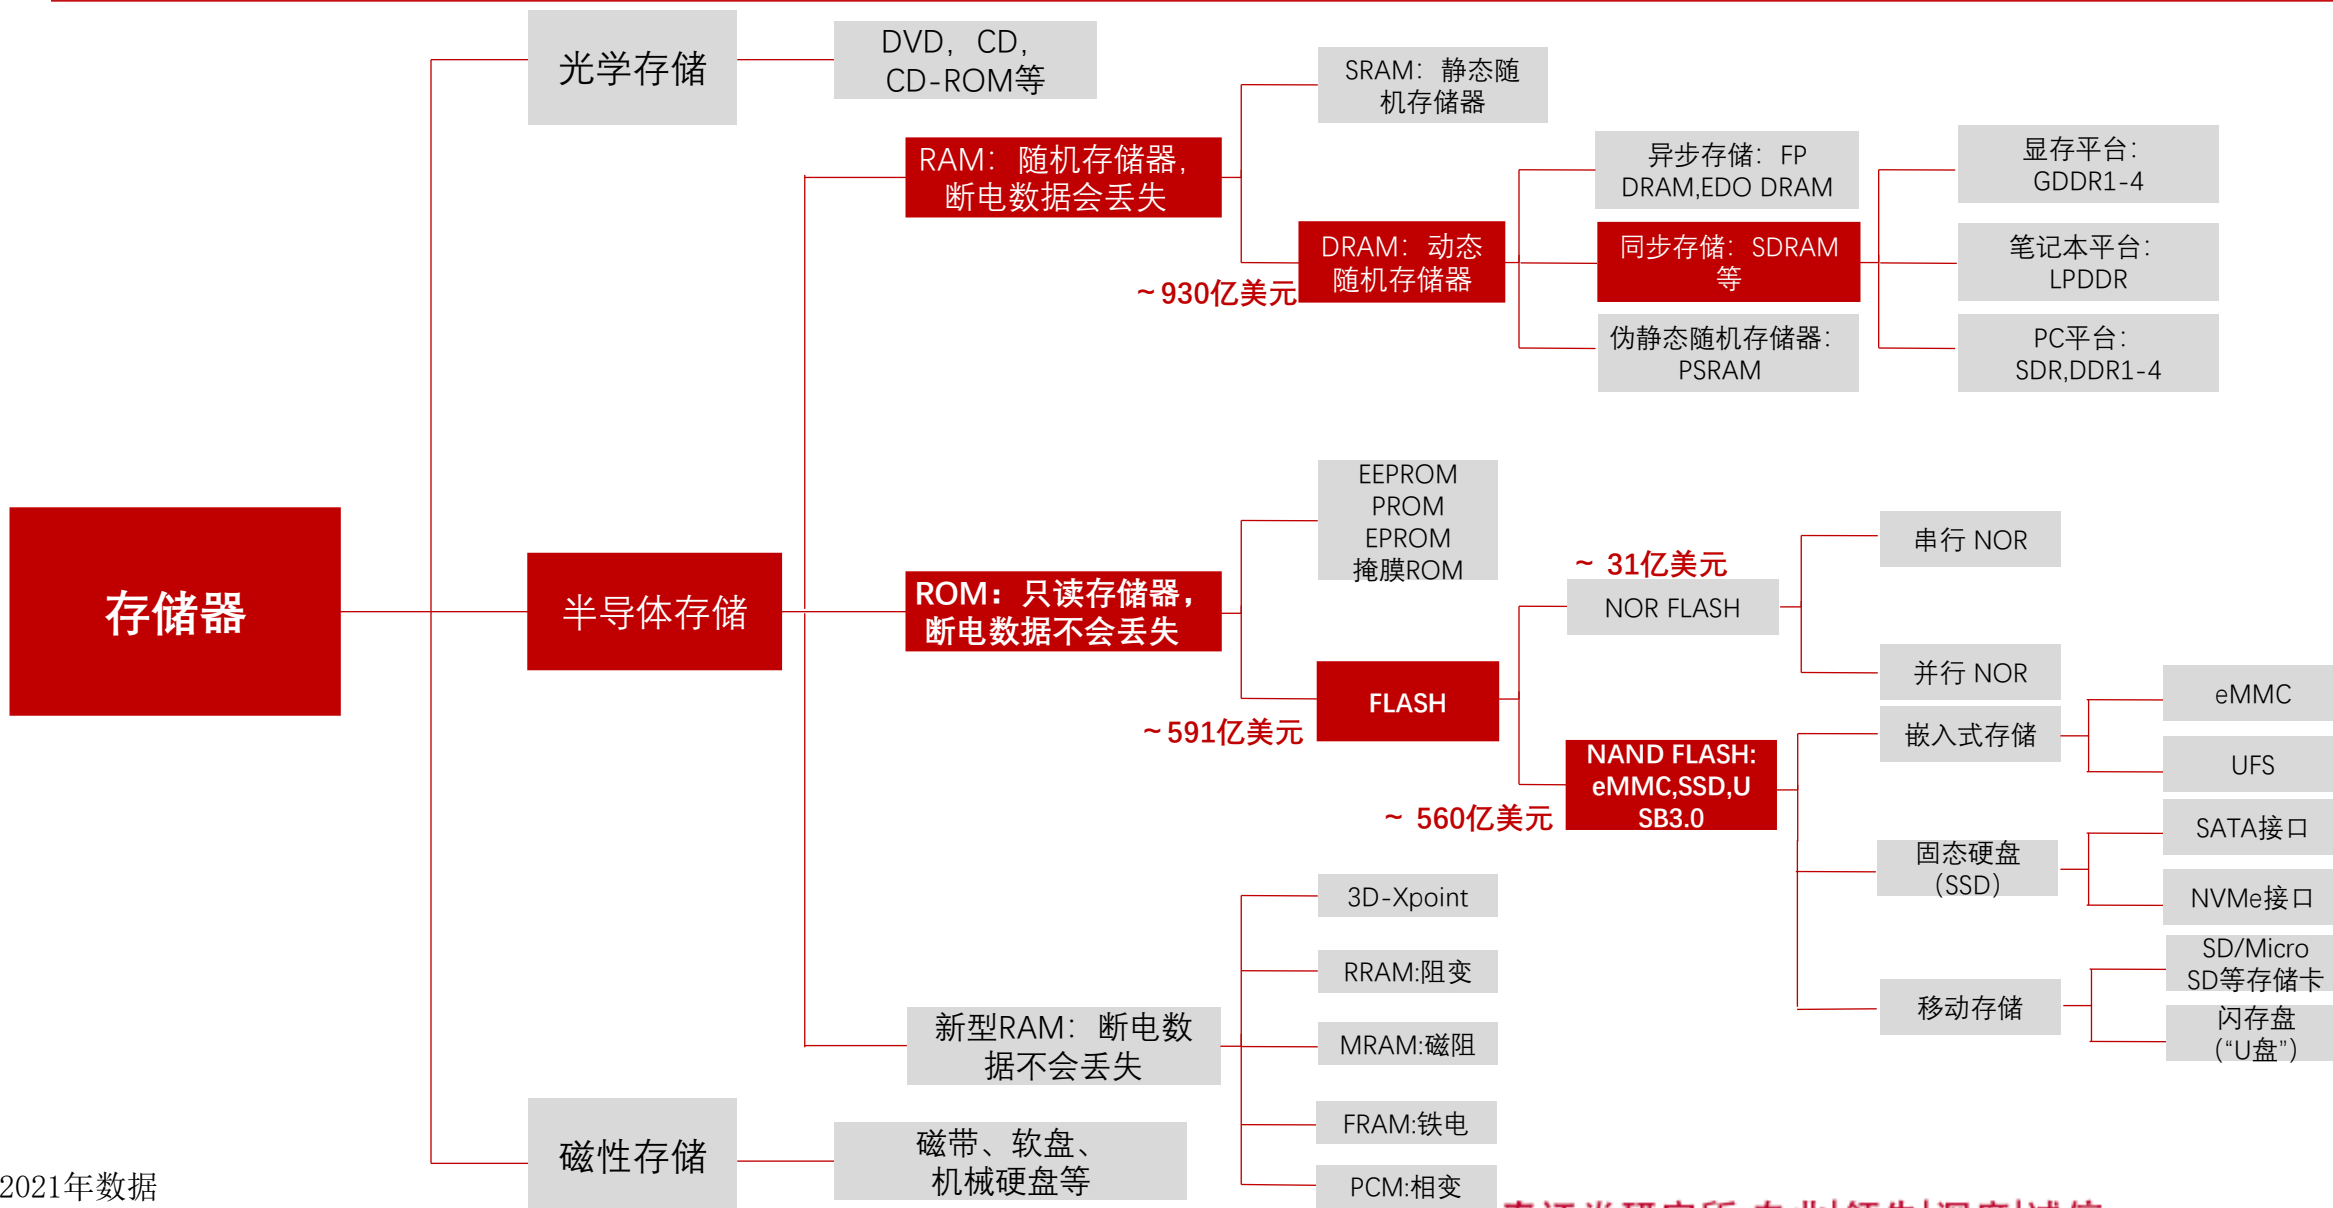 光学存储
DVD，CD，
CD-ROM等
SRAM：静态随
机存储器
RAM：随机存储器,
断电数据会丢失
异步存储：FP
DRAM,EDO DRAM
显存平台：
GDDR1-4
DRAM：动态
随机存储器
~930亿美元
同步存储：SDRAM
等
笔记本平台：
LPDDR
伪静态随机存储器：
PSRAM
PC平台：
SDR,DDR1-4
存储器
半导体存储
ROM：只读存储器，
断电数据不会丢失
EEPROM
PROM
EPROM
掩膜ROM
~ 31亿美元
NOR FLASH
串行 NOR
并行 NOR
FLASH
~591亿美元
NAND FLASH:
eMMC,SSD,U
SB3.0
~ 560亿美元
嵌入式存储
eMMC
UFS
固态硬盘
（SSD）
SATA接口
NVMe接口
移动存储
SD/Micro
SD等存储卡
闪存盘
（“U盘”）
新型RAM：断电数
据不会丢失
3D-Xpoint
RRAM:阻变
MRAM:磁阻
FRAM:铁电
PCM:相变
磁性存储
磁带、软盘、
机械硬盘等
2021年数据